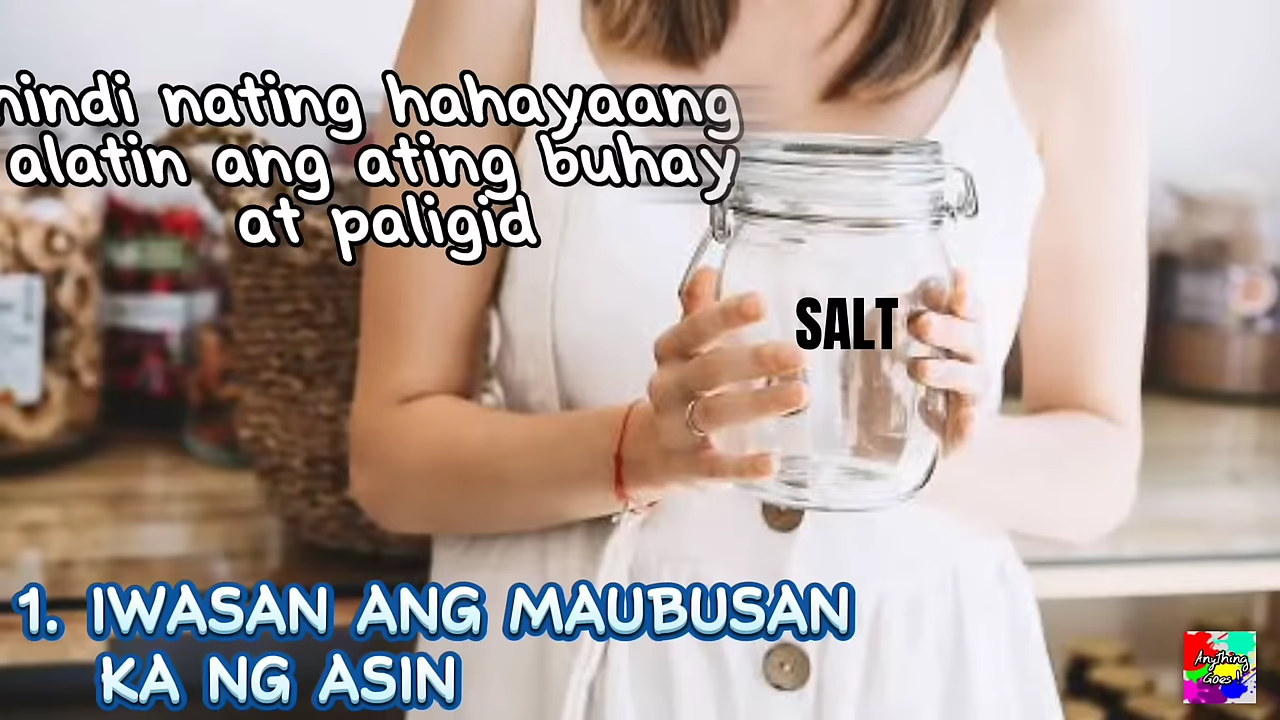 hindi nating hahayaang
alatin ang ating buhay
at paligid
SALT
1. IWASAN ANG MAUBUSAN
KA NG ASIN
Anything
Goes!